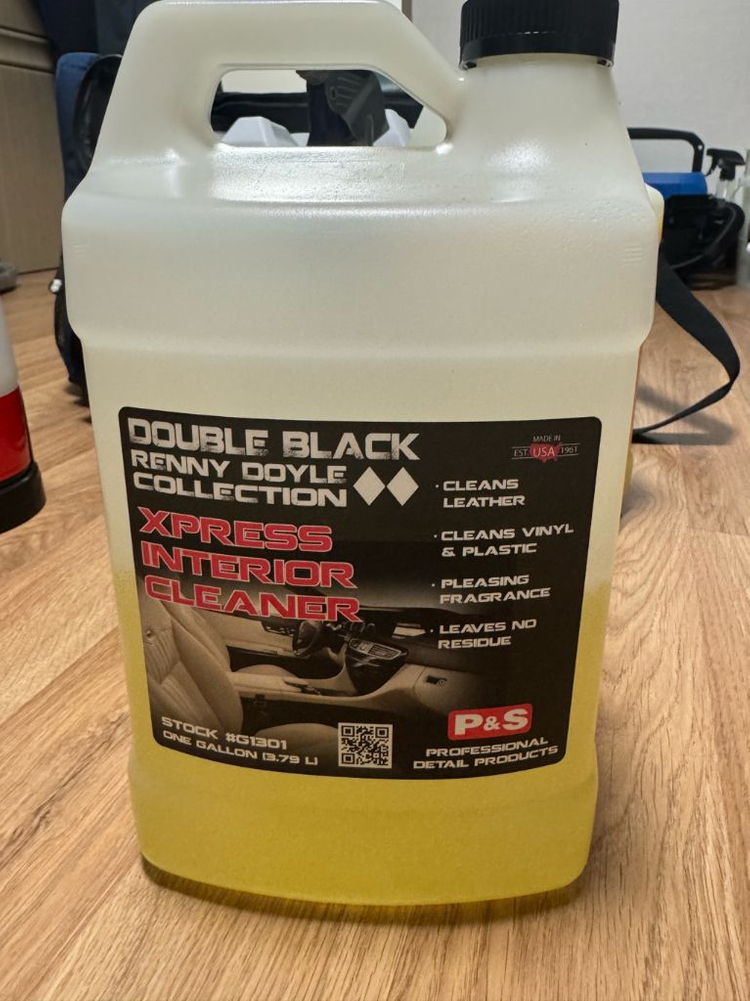 DOUBLE BLACK
RENNY DOYLE
COLLECTION
XPRESS
INTERIOR
CLEANER
MADE IN
EST. USA 1961
· CLEANS
LEATHER
· CLEANS VINYL
& PLASTIC
· PLEASING
FRAGRANCE
· LEAVES NO
RESIDUE
STOCK #G1301
ONE GALLON (3.79 L)
P&S
PROFESSIONAL
DETAIL PRODUCTS